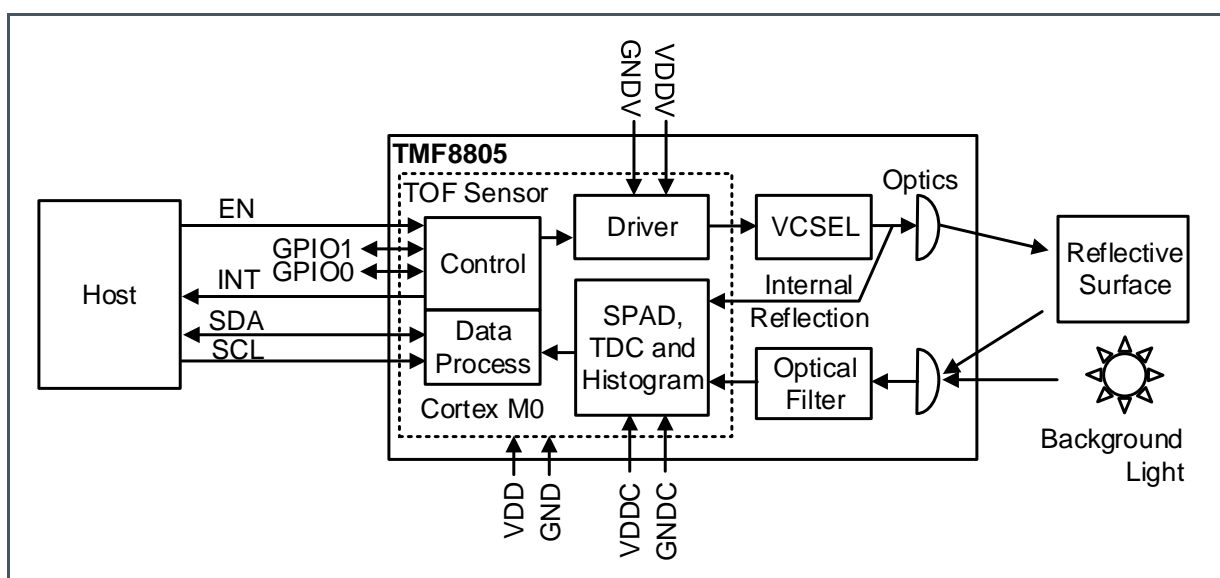 GNDV
VDDV
TMF8805
TOF Sensor
Optics
EN
GPIO1
GPIO0
INT
SDA
SCL
Host
Control
Data
Process
Cortex M0
Driver
VCSEL
Internal
Reflection
SPAD,
TDC and
Histogram
Optical
Filter
Reflective
Surface
Background
Light
VDD
GND
VDDC
GNDC